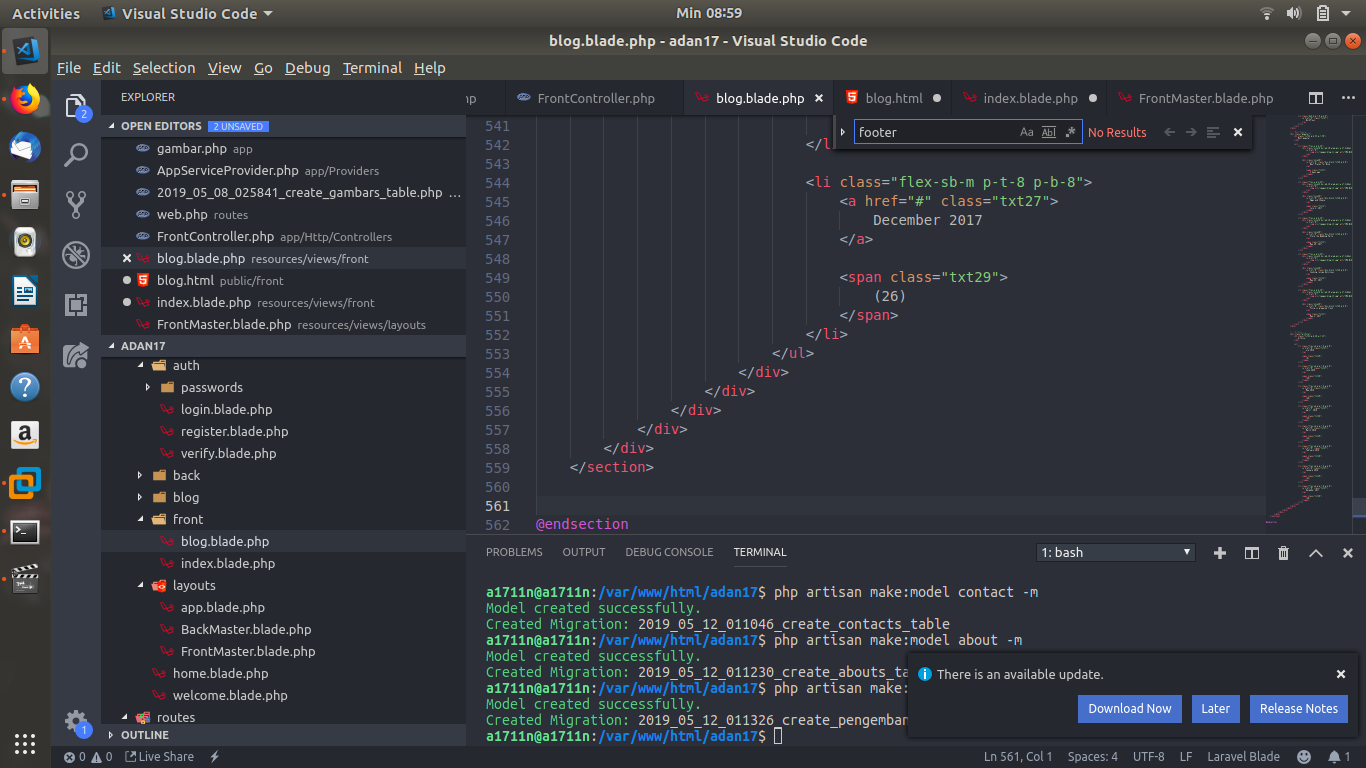 Activities Visual Studio Code Min 08:59
blog.blade.php - adan17 - Visual Studio Code
File Edit Selection View Go Debug Terminal Help
EXPLORER
OPEN EDITORS 2 UNSAVED
gambar.php app
AppServiceProvider.php app/Providers
2019_05_08_025841_create_gambars_table.php ...
web.php routes
FrontController.php app/Http/Controllers
blog.blade.php resources/views/front
blog.html public/front
index.blade.php resources/views/front
FrontMaster.blade.php resources/views/layouts
ADAN17
auth
passwords
login.blade.php
register.blade.php
verify.blade.php
back
blog
front
blog.blade.php
index.blade.php
layouts
app.blade.php
BackMaster.blade.php
FrontMaster.blade.php
home.blade.php
welcome.blade.php
routes
OUTLINE
hp FrontController.php blog.blade.php blog.html index.blade.php FrontMaster.blade.php
footer Aa Abl .* No Results
541
542 </l
543
544 <li class="flex-sb-m p-t-8 p-b-8">
545 <a href="#" class="txt27">
546 December 2017
547 </a>
548
549 <span class="txt29">
550 (26)
551 </span>
552 </li>
553 </ul>
554 </div>
555 </div>
556 </div>
557 </div>
558 </div>
559 </section>
560
561
562 @endsection
PROBLEMS OUTPUT DEBUG CONSOLE TERMINAL 1: bash
a1711n@a1711n:/var/www/html/adan17$ php artisan make:model contact -m
Model created successfully.
Created Migration: 2019_05_12_011046_create_contacts_table
a1711n@a1711n:/var/www/html/adan17$ php artisan make:model about -m
Model created successfully.
Created Migration: 2019_05_12_011230_create_abouts_ta
a1711n@a1711n:/var/www/html/adan17$ php artisan make:
Model created successfully.
Created Migration: 2019_05_12_011326_create_pengemban
a1711n@a1711n:/var/www/html/adan17$
There is an available update.
Download Now Later Release Notes
2
1
0 0 Live Share Ln 561, Col 1 Spaces: 4 UTF-8 LF Laravel Blade 1